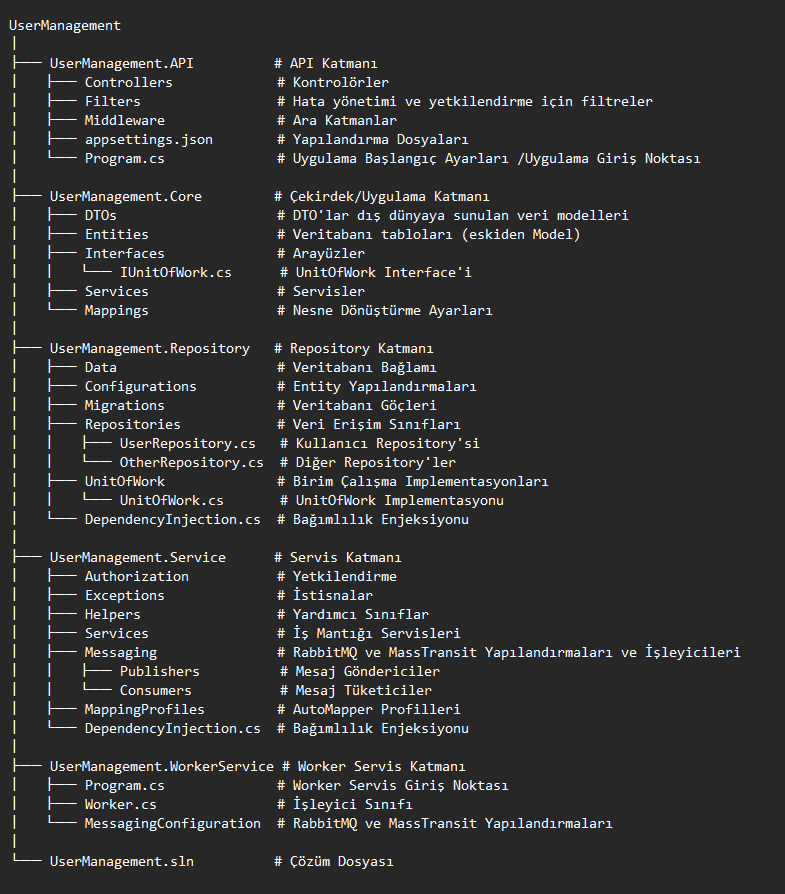 UserManagement
│
├── UserManagement.API          # API Katmanı
│   ├── Controllers             # Kontrolörler
│   ├── Filters                 # Hata yönetimi ve yetkilendirme için filtreler
│   ├── Middleware              # Ara Katmanlar
│   ├── appsettings.json        # Yapılandırma Dosyaları
│   └── Program.cs              # Uygulama Başlangıç Ayarları /Uygulama Giriş Noktası
│
├── UserManagement.Core         # Çekirdek/Uygulama Katmanı
│   ├── DTOs                    # DTO'lar dış dünyaya sunulan veri modelleri
│   ├── Entities                # Veritabanı tabloları (eskiden Model)
│   ├── Interfaces              # Arayüzler
│   │   └── IUnitOfWork.cs      # UnitOfWork Interface'i
│   ├── Services                # Servisler
│   └── Mappings                # Nesne Dönüştürme Ayarları
│
├── UserManagement.Repository   # Repository Katmanı
│   ├── Data                    # Veritabanı Bağlamı
│   ├── Configurations          # Entity Yapılandırmaları
│   ├── Migrations              # Veritabanı Göçleri
│   ├── Repositories            # Veri Erişim Sınıfları
│   │   ├── UserRepository.cs   # Kullanıcı Repository'si
│   │   └── OtherRepository.cs  # Diğer Repository'ler
│   ├── UnitOfWork              # Birim Çalışma Implementasyonları
│   │   └── UnitOfWork.cs       # UnitOfWork Implementasyonu
│   └── DependencyInjection.cs  # Bağımlılık Enjeksiyonu
│
├── UserManagement.Service      # Servis Katmanı
│   ├── Authorization           # Yetkilendirme
│   ├── Exceptions              # İstisnalar
│   ├── Helpers                 # Yardımcı Sınıflar
│   ├── Services                # İş Mantığı Servisleri
│   ├── Messaging               # RabbitMQ ve MassTransit Yapılandırmaları ve İşleyicileri
│   │   ├── Publishers          # Mesaj Göndericiler
│   │   └── Consumers           # Mesaj Tüketiciler
│   ├── MappingProfiles         # AutoMapper Profilleri
│   └── DependencyInjection.cs  # Bağımlılık Enjeksiyonu
│
├── UserManagement.WorkerService # Worker Servis Katmanı
│   ├── Program.cs              # Worker Servis Giriş Noktası
│   ├── Worker.cs               # İşleyici Sınıfı
│   └── MessagingConfiguration  # RabbitMQ ve MassTransit Yapılandırmaları
│
└── UserManagement.sln          # Çözüm Dosyası